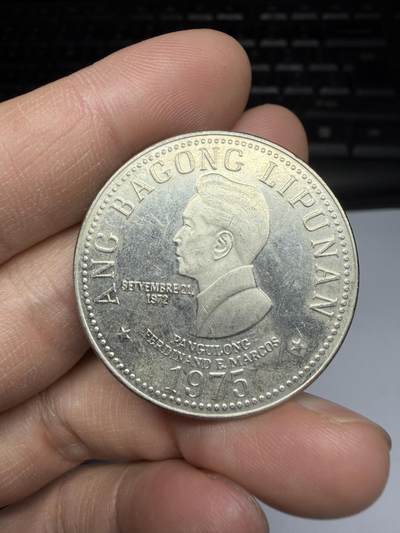 ANG BAGONG LIPUNAN
SETYEMBRE 21,
1972
PANGULONG
FERDINAND E. MARCOS
1975